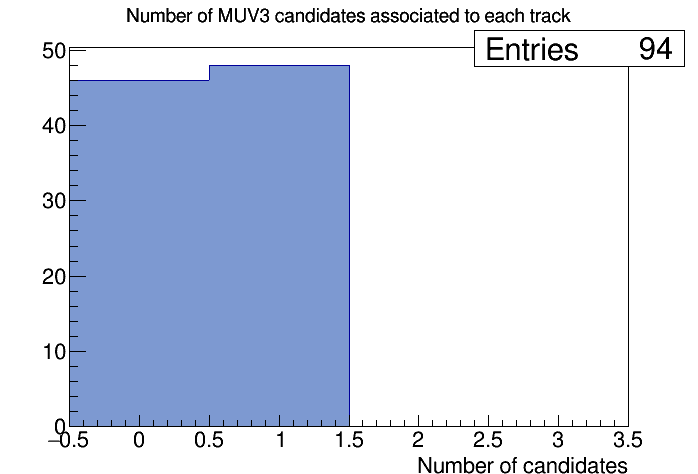 Number of MUV3 candidates associated to each track
Entries 94
50
40
30
20
10
0
−0.5 0 0.5 1 1.5 2 2.5 3 3.5
Number of candidates